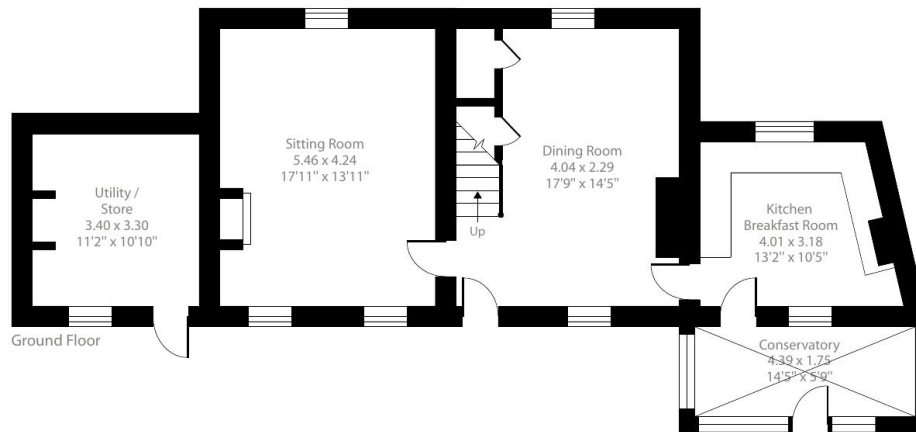 Utility /
Store
3.40 x 3.30
11'2" x 10'10"
Sitting Room
5.46 x 4.24
17'11" x 13'11"
Up
Dining Room
4.04 x 2.29
17'9" x 14'5"
Kitchen
Breakfast Room
4.01 x 3.18
13'2" x 10'5"
Ground Floor
Conservatory
4.39 x 1.75
14'5" x 5'9"